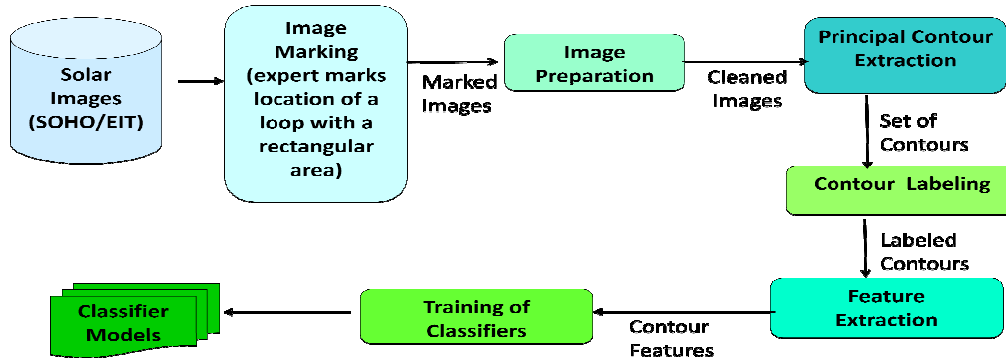 Solar
Images
(SOHO/EIT)
Image
Marking
(expert marks
location of a
loop with a
rectangular
area)
Marked
Images
Image
Preparation
Cleaned
Images
Principal Contour
Extraction
Set of
Contours
Contour Labeling
Labeled
Contours
Feature
Extraction
Contour
Features
Training of
Classifiers
Classifier
Models